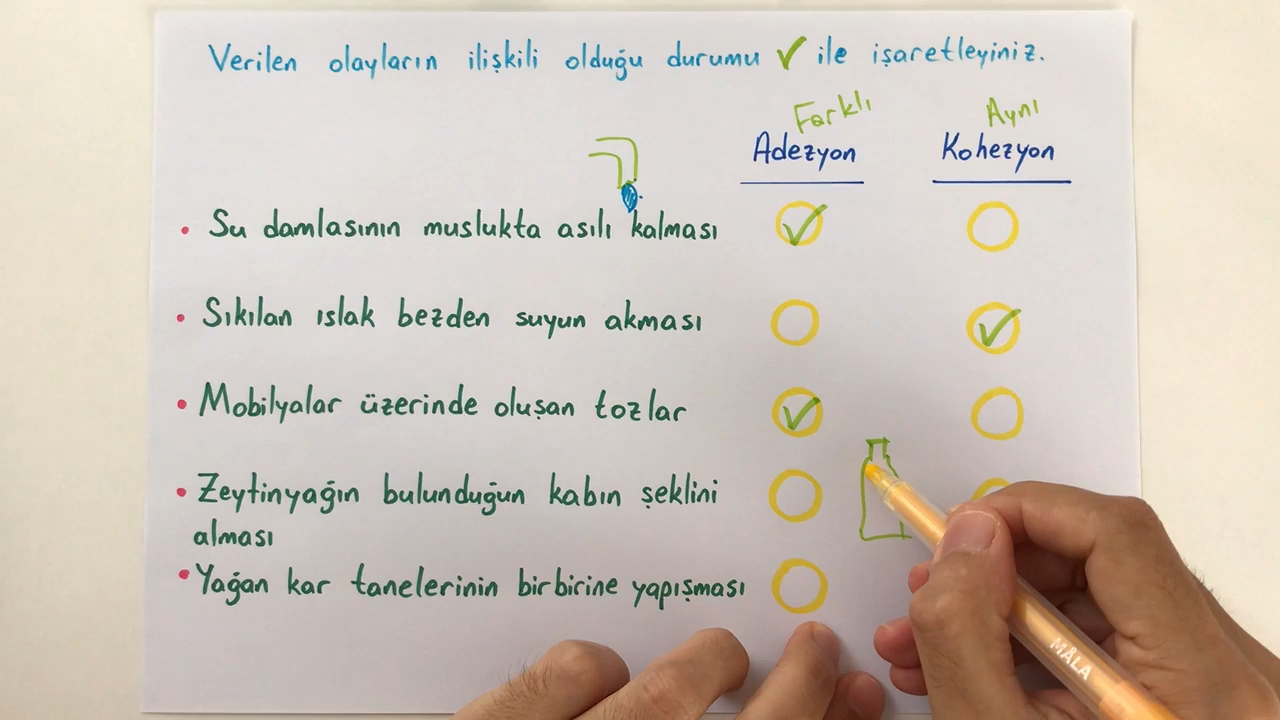 Verilen olayların ilişkili olduğu durumu ✓ ile işaretleyiniz.
Farklı Aynı
Adezyon Kohezyon
• Su damlasının muslukta asılı kalması
• Sıkılan ıslak bezden suyun akması
• Mobilyalar üzerinde oluşan tozlar
• Zeytinyağın bulunduğun kabın şeklini
alması
• Yağan kar tanelerinin birbirine yapışması
MÅLA